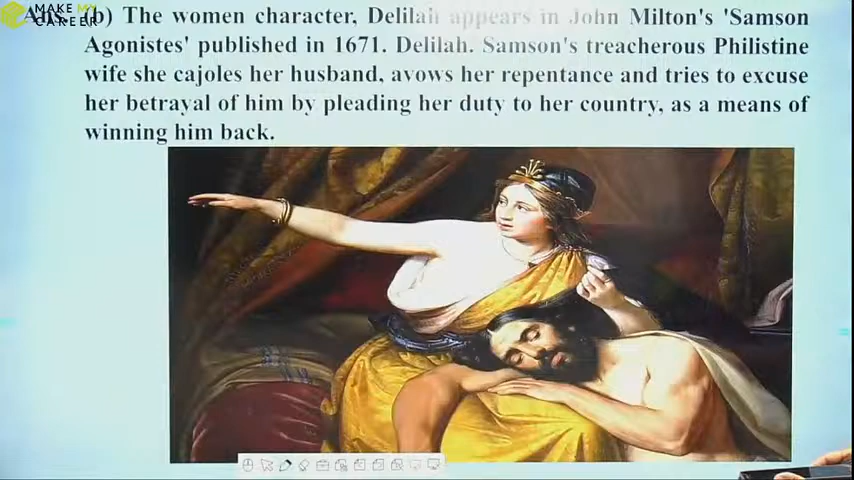 MAKE MY
CAREER
Ans. (b) The women character, Delilah appears in John Milton's 'Samson
Agonistes' published in 1671. Delilah. Samson's treacherous Philistine
wife she cajoles her husband, avows her repentance and tries to excuse
her betrayal of him by pleading her duty to her country, as a means of
winning him back.